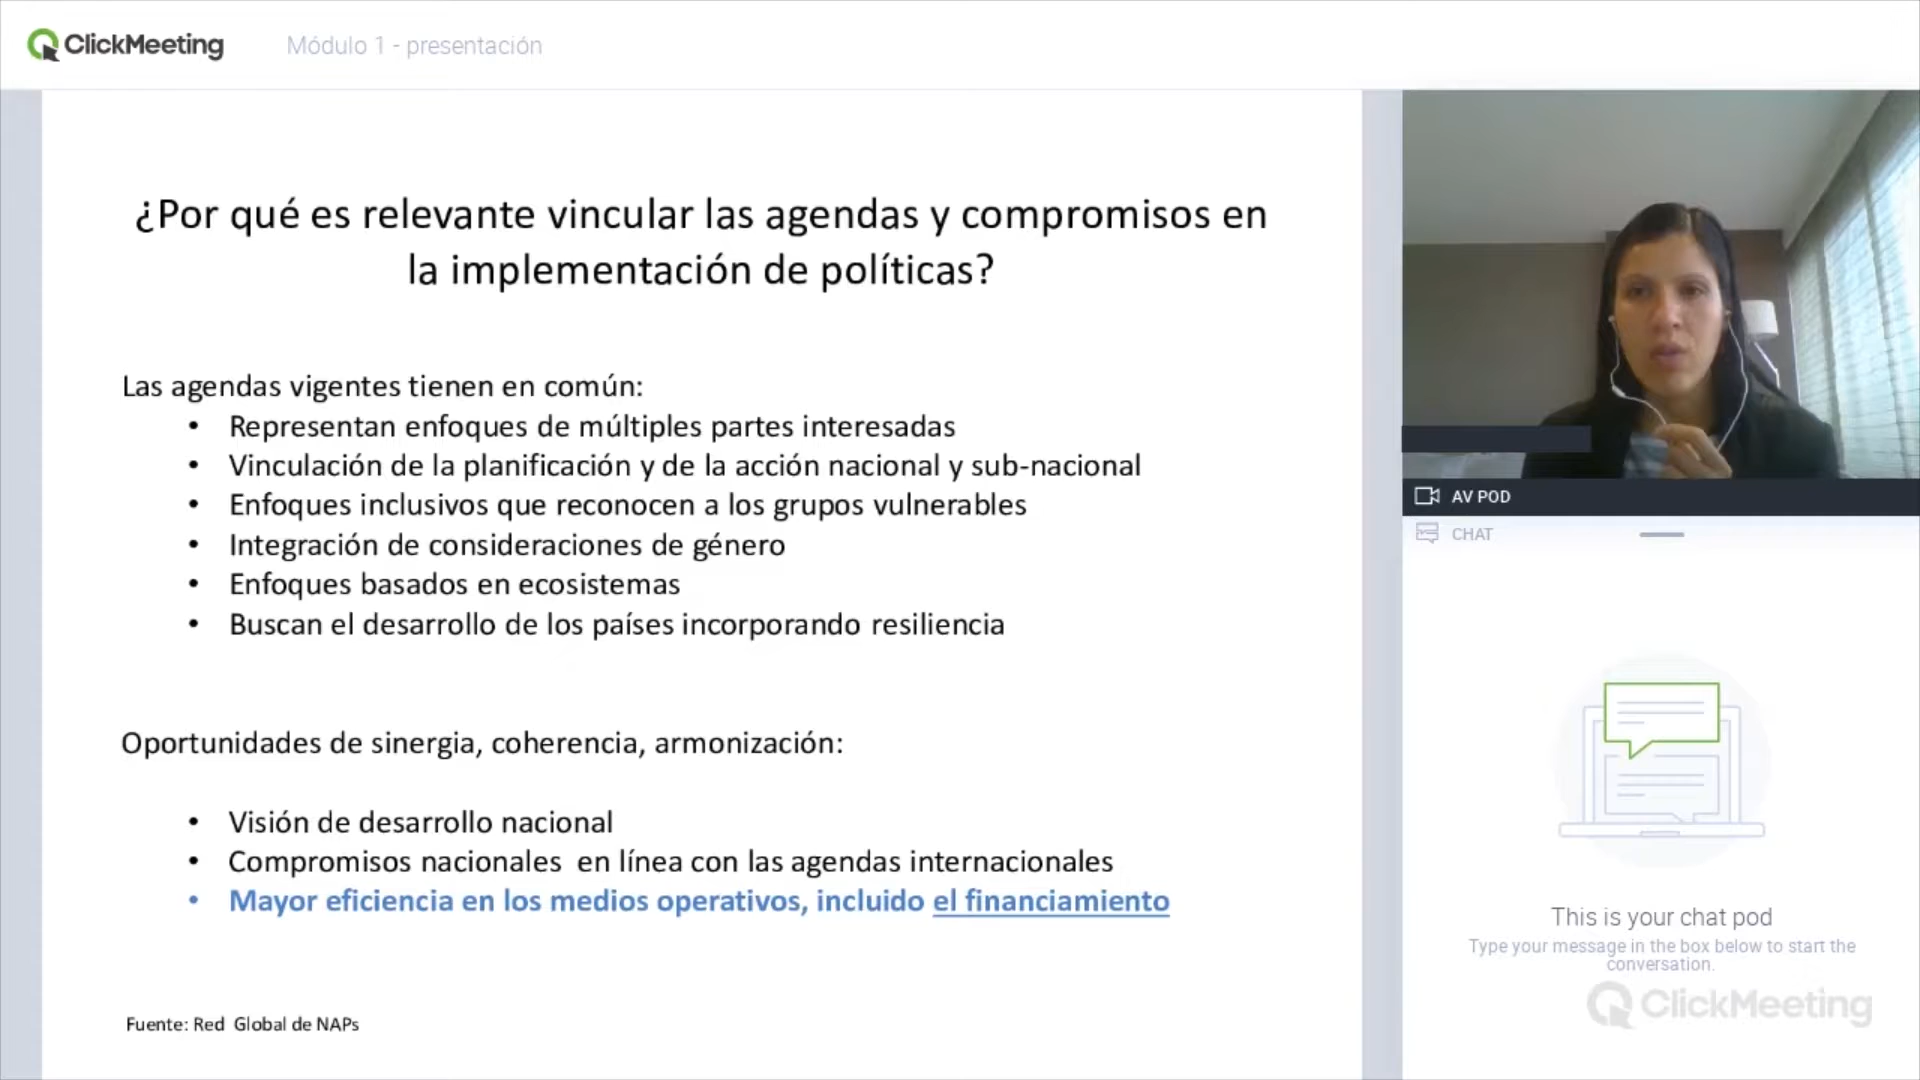 ClickMeeting
Módulo 1 - presentación
¿Por qué es relevante vincular las agendas y compromisos en
la implementación de políticas?
Las agendas vigentes tienen en común:
• Representan enfoques de múltiples partes interesadas
• Vinculación de la planificación y de la acción nacional y sub-nacional
• Enfoques inclusivos que reconocen a los grupos vulnerables
• Integración de consideraciones de género
• Enfoques basados en ecosistemas
• Buscan el desarrollo de los países incorporando resiliencia
Oportunidades de sinergia, coherencia, armonización:
• Visión de desarrollo nacional
• Compromisos nacionales en línea con las agendas internacionales
• Mayor eficiencia en los medios operativos, incluido el financiamiento
Fuente: Red Global de NAPs
AV POD
CHAT
This is your chat pod
Type your message in the box below to start the
conversation.
ClickMeeting